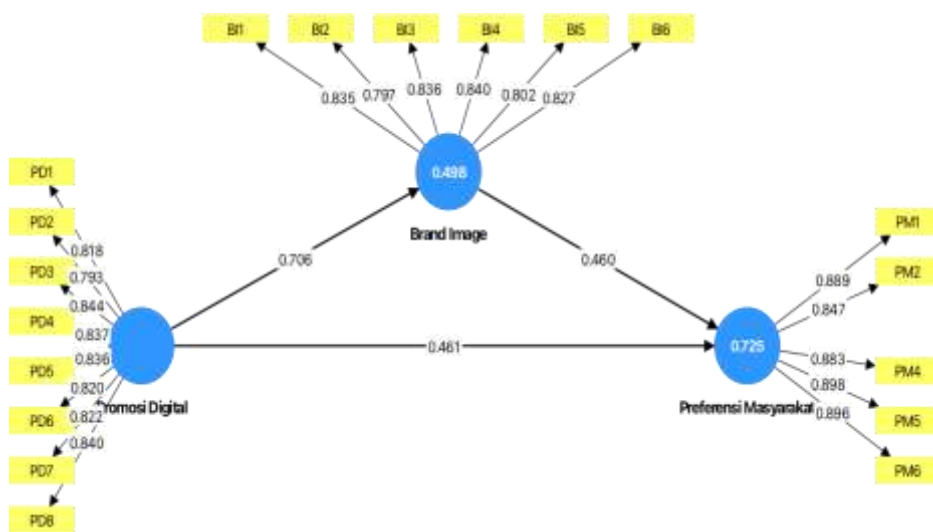 BI1 BI2 BI3 BI4 BI5 BI6
0.835 0.797 0.836 0.840 0.802 0.827
0.498
Brand Image
PD1
PD2
PD3
PD4
PD5
PD6
PD7
PD8
0.818
0.793
0.844
0.837
0.836
0.820
0.822
0.840
romosi Digital
0.706
0.460
0.461
0.725
Preferensi Masyarakat
PM1
PM2
PM4
PM5
PM6
0.889
0.847
0.883
0.898
0.896